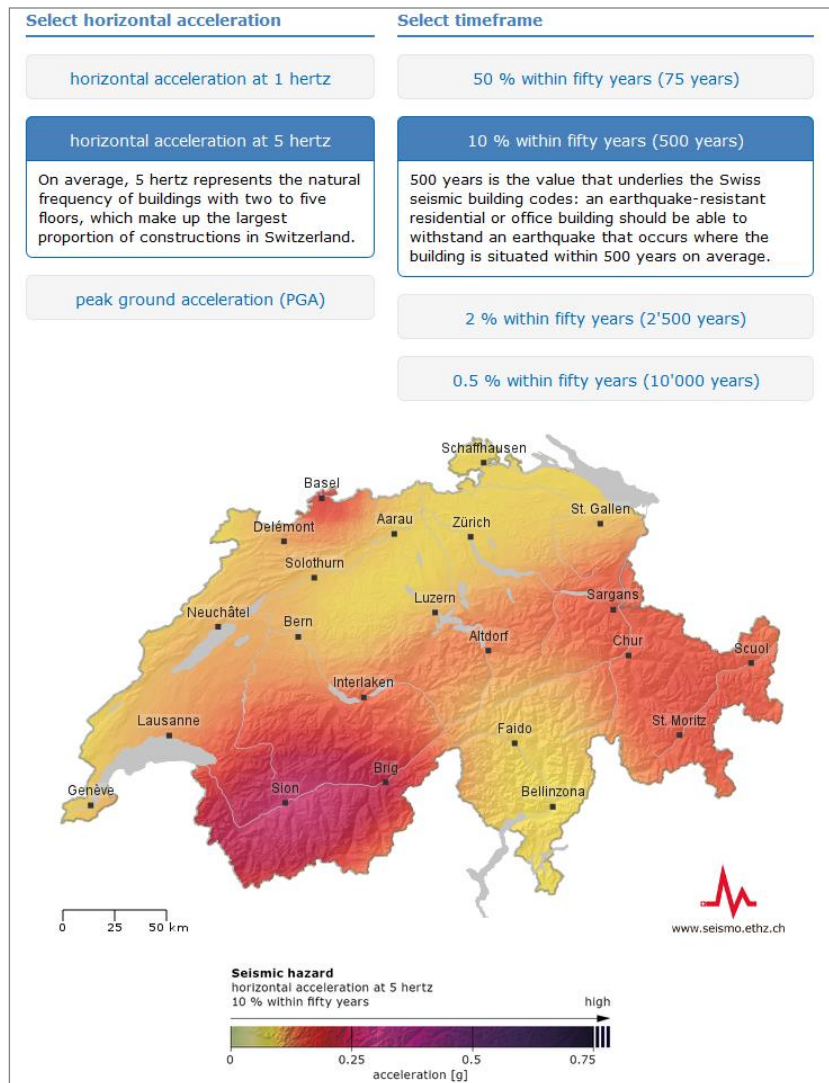 Select horizontal acceleration
Select timeframe
horizontal acceleration at 1 hertz
50 % within fifty years (75 years)
horizontal acceleration at 5 hertz
On average, 5 hertz represents the natural
frequency of buildings with two to five
floors, which make up the largest
proportion of constructions in Switzerland.
10 % within fifty years (500 years)
500 years is the value that underlies the Swiss
seismic building codes: an earthquake-resistant
residential or office building should be able to
withstand an earthquake that occurs where the
building is situated within 500 years on average.
peak ground acceleration (PGA)
2 % within fifty years (2'500 years)
0.5 % within fifty years (10'000 years)
Schaffhausen
Basel
Delémont
Aarau
Zürich
St. Gallen
Solothurn
Luzern
Sargans
Neuchâtel
Bern
Altdorf
Chur
Scuol
Interlaken
Lausanne
Faido
St. Moritz
Genève
Sion
Brig
Bellinzona
0 25 50 km
www.seismo.ethz.ch
Seismic hazard
horizontal acceleration at 5 hertz
10 % within fifty years
high
0 0.25 0.5 0.75
acceleration [g]